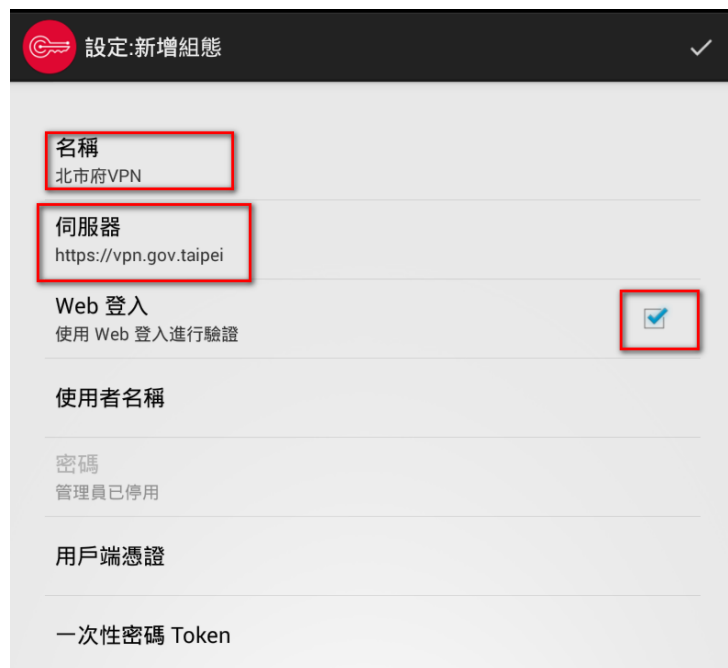 設定:新增組態
名稱
北市府VPN
伺服器
https://vpn.gov.taipei
Web 登入
使用 Web 登入進行驗證
使用者名稱
密碼
管理員已停用
用戶端憑證
一次性密碼 Token